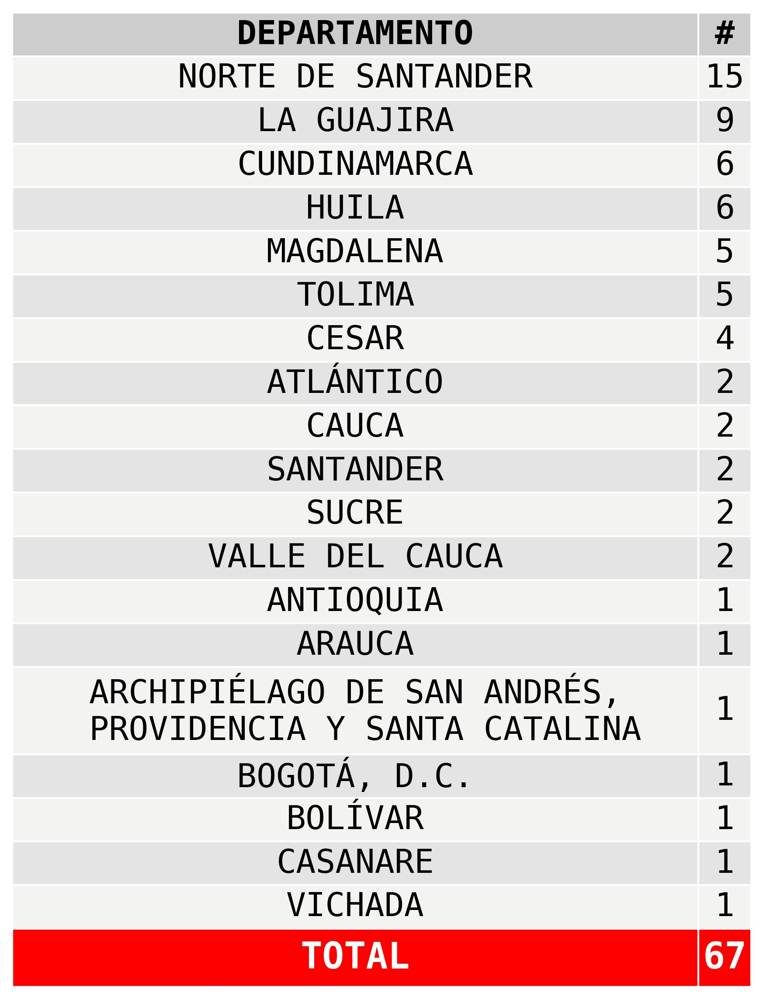 DEPARTAMENTO #
NORTE DE SANTANDER 15
LA GUAJIRA 9
CUNDINAMARCA 6
HUILA 6
MAGDALENA 5
TOLIMA 5
CESAR 4
ATLÁNTICO 2
CAUCA 2
SANTANDER 2
SUCRE 2
VALLE DEL CAUCA 2
ANTIOQUIA 1
ARAUCA 1
ARCHIPIÉLAGO DE SAN ANDRÉS,
PROVIDENCIA Y SANTA CATALINA 1
BOGOTÁ, D.C. 1
BOLÍVAR 1
CASANARE 1
VICHADA 1
TOTAL 67